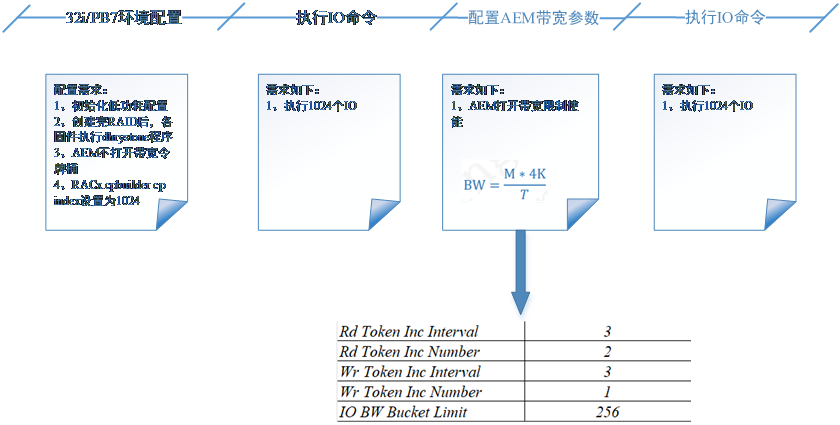 32i/PB7环境配置
执行IO命令
配置AEM带宽参数
执行IO命令
配置需求：
1、初始化低功耗配置
2、创建完RAID后，各
固件执行dnsystem程序
3、AEM不打开带宽令
牌桶
4、RACx cpbuilder cp
index设置为1024
需求如下：
1、执行1024个IO
需求如下：
1、AEM打开带宽限制使
能
BW = M * 4K / T
需求如下：
1、执行1024个IO
Rd Token Inc Interval 3
Rd Token Inc Number 2
Wr Token Inc Interval 3
Wr Token Inc Number 1
IO BW Bucket Limit 256